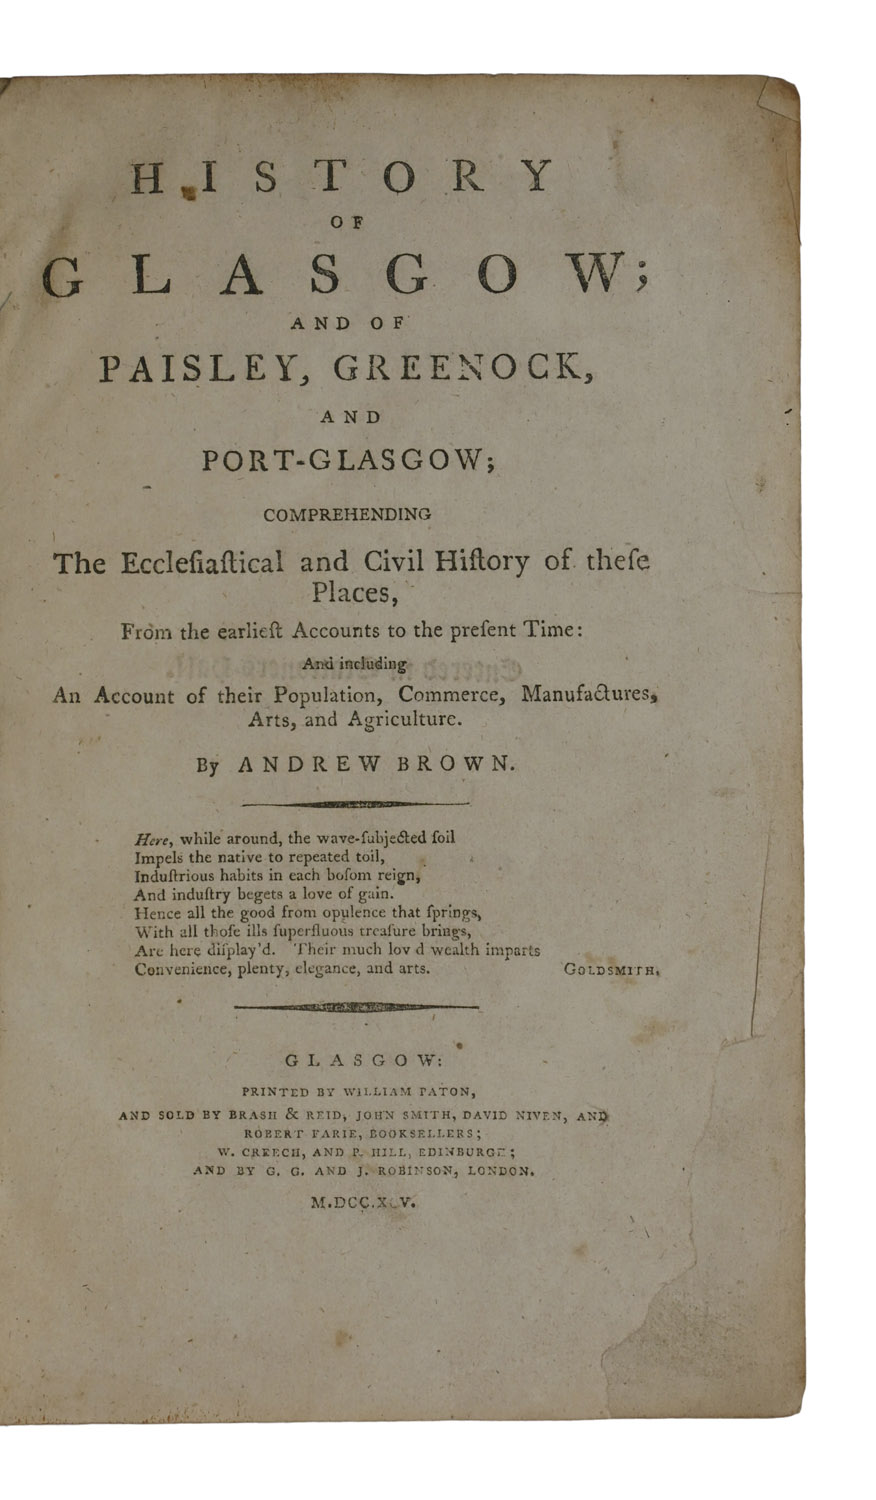 HISTORY
OF
GLASGOW;
AND OF
PAISLEY, GREENOCK,
AND
PORT-GLASGOW;
COMPREHENDING
The Eccleſiaſtical and Civil Hiſtory of theſe
Places,
From the earlieſt Accounts to the preſent Time:
And including
An Account of their Population, Commerce, Manufactures,
Arts, and Agriculture.
By ANDREW BROWN.
Here, while around, the wave-ſubjected ſoil
Impels the native to repeated toil,
Induſtrious habits in each boſom reign,
And induſtry begets a love of gain.
Hence all the good from opulence that ſprings,
With all thoſe ills ſuperfluous treaſure brings,
Are here diſplay'd. Their much lov d wealth imparts
Convenience, plenty, elegance, and arts.
GOLDSMITH.
GLASGOW:
PRINTED BY WILLIAM PATON,
AND SOLD BY BRASH & REID, JOHN SMITH, DAVID NIVEN, AND
ROBERT FARIE, BOOKSELLERS;
W. CREECH, AND P. HILL, EDINBURGH;
AND BY G. G. AND J. ROBINSON, LONDON.
M.DCC.XCV.